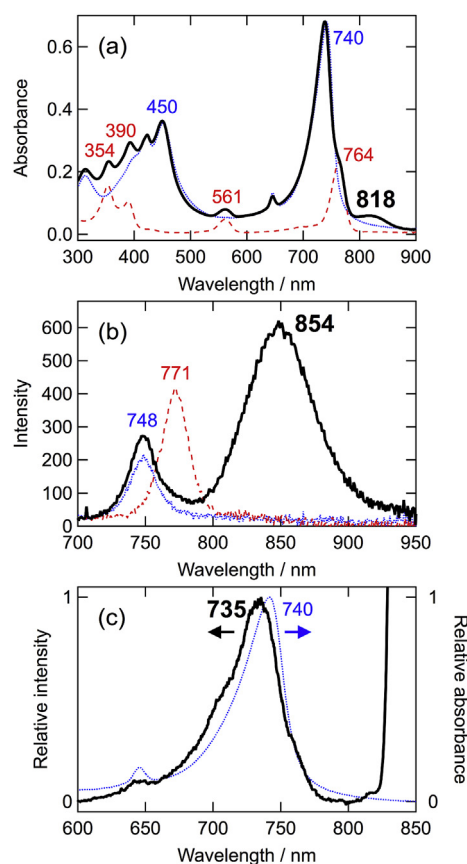 (a)
740
390
450
354
764
561
818
Absorbance
0.6
0.4
0.2
0.0
300 400 500 600 700 800 900
Wavelength / nm
(b)
854
771
748
Intensity
600
500
400
300
200
100
0
700 750 800 850 900 950
Wavelength / nm
(c)
735
740
Relative intensity
Relative absorbance
1
0
1
0
600 650 700 750 800 850
Wavelength / nm